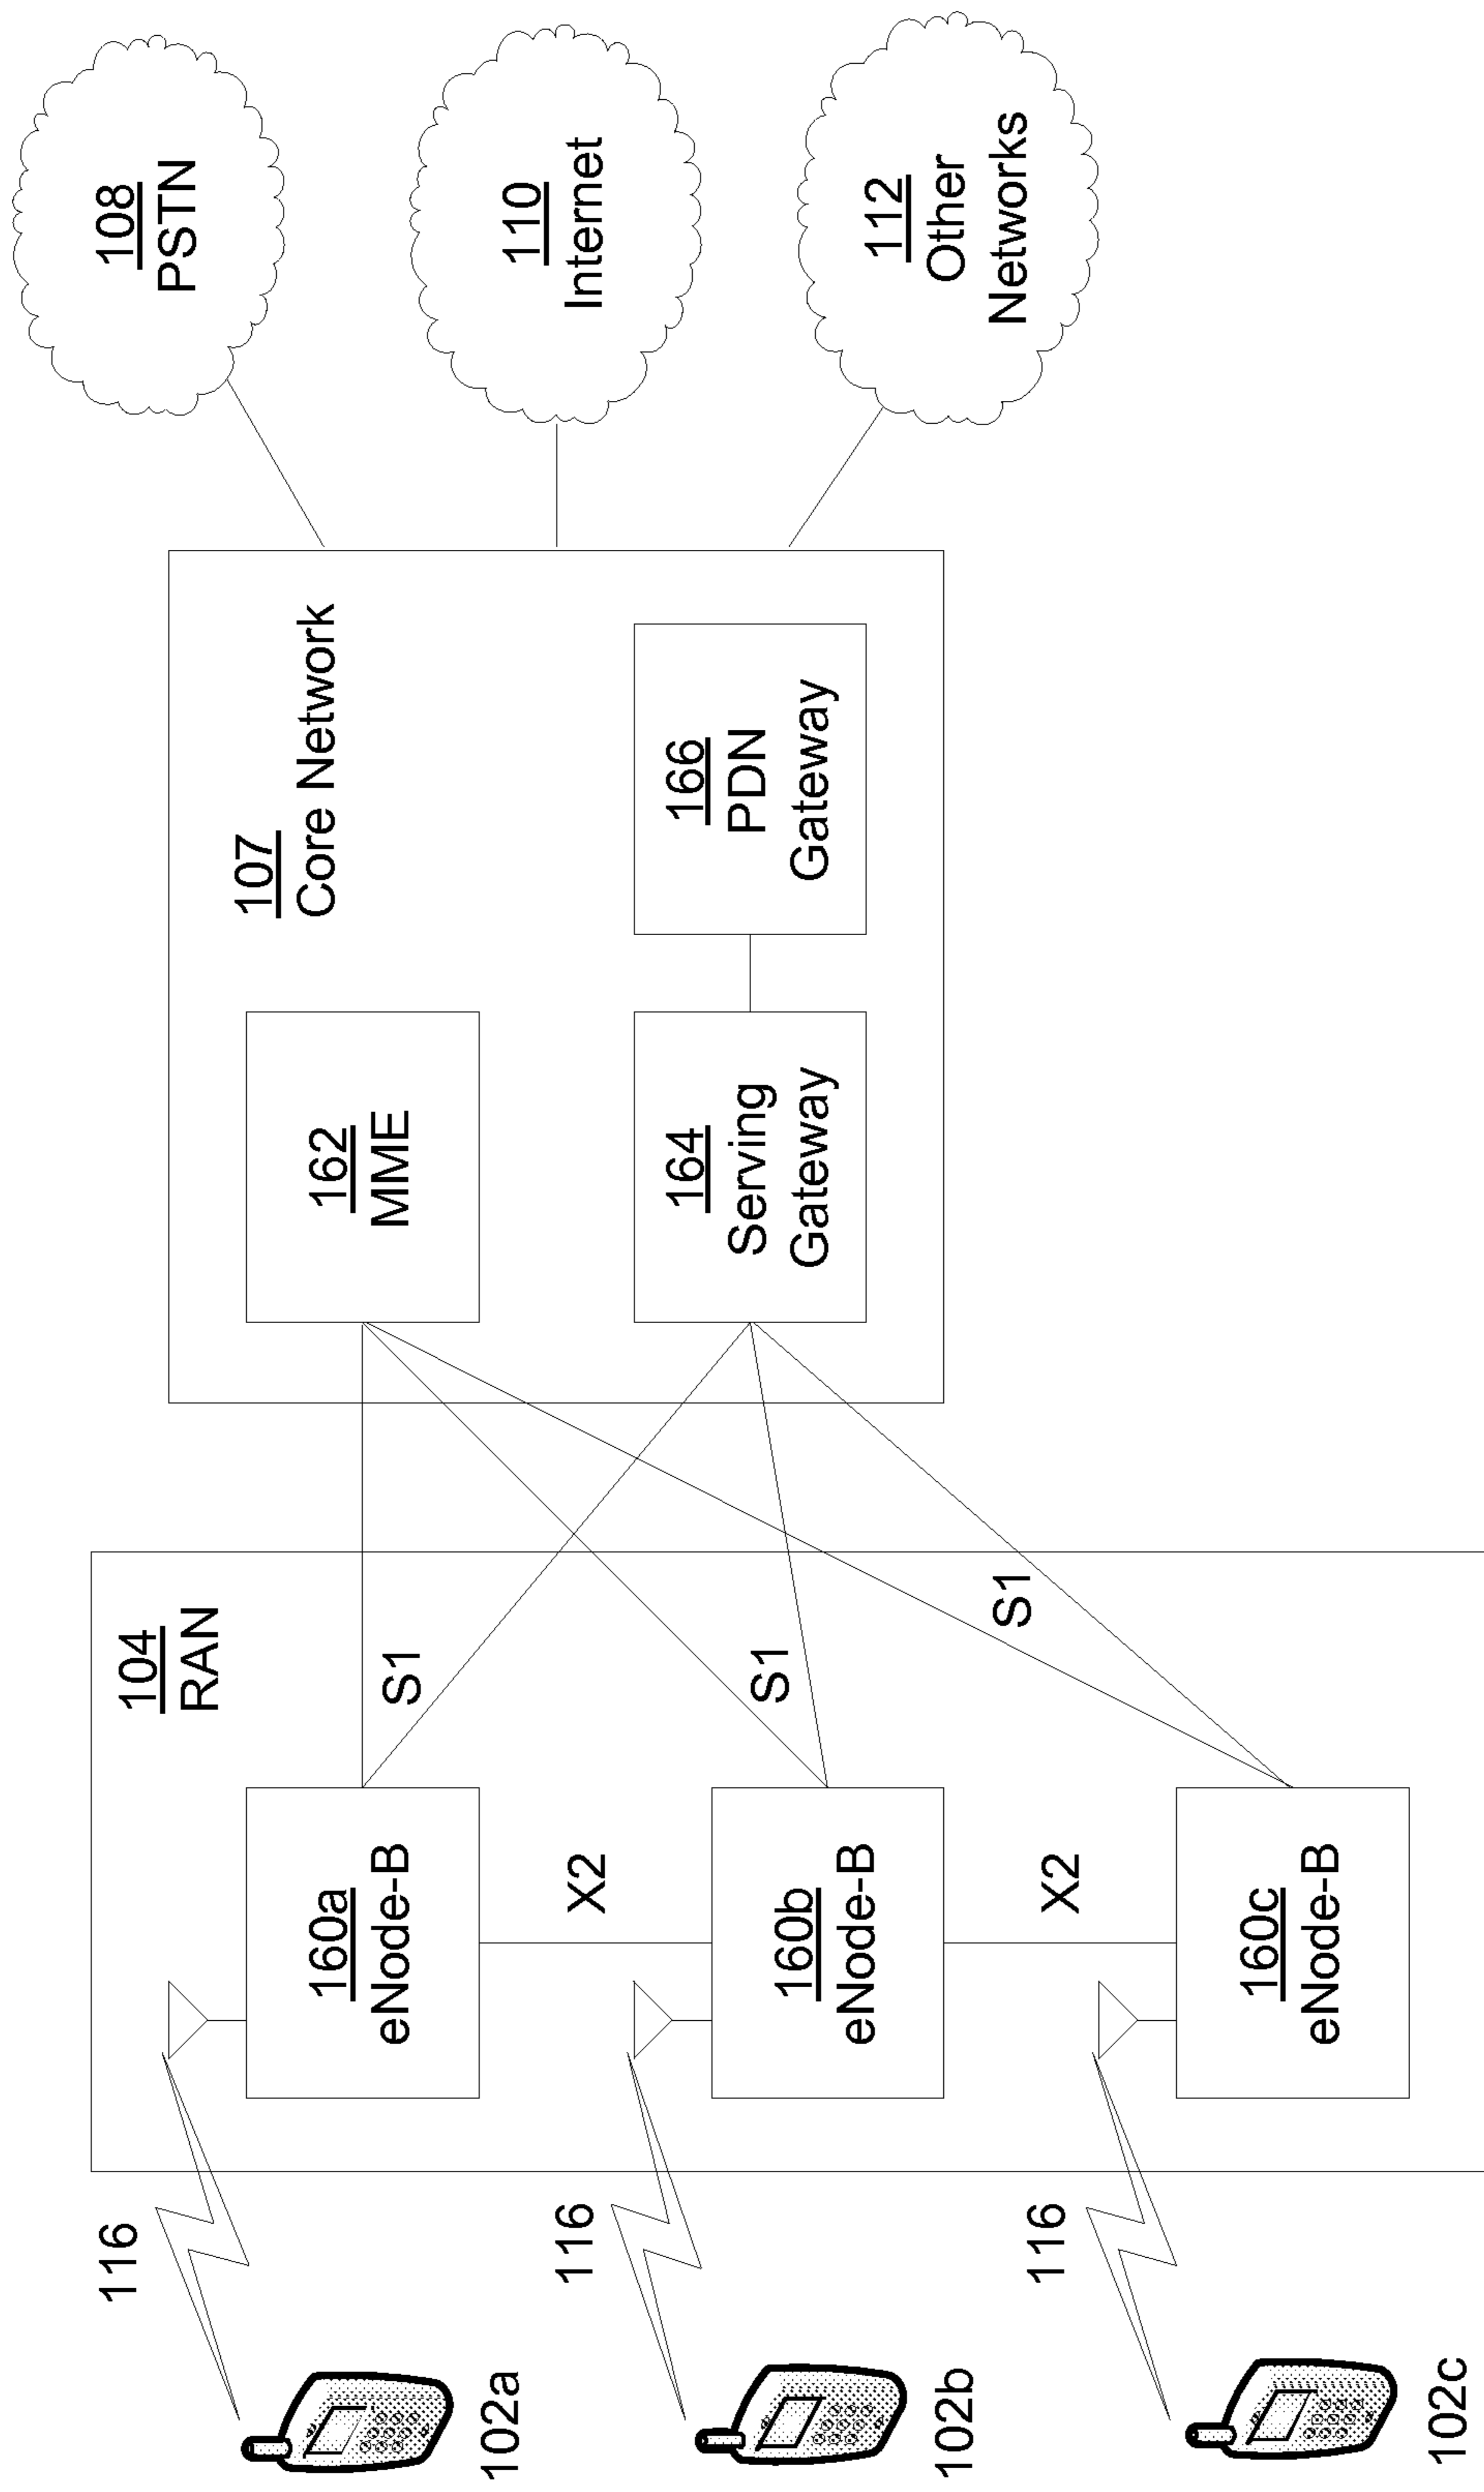 116
102a
116
102b
116
102c
104
RAN
160a
eNode-B
X2
160b
eNode-B
X2
160c
eNode-B
S1
S1
S1
107
Core Network
162
MME
164
Serving
Gateway
166
PDN
Gateway
108
PSTN
110
Internet
112
Other
Networks